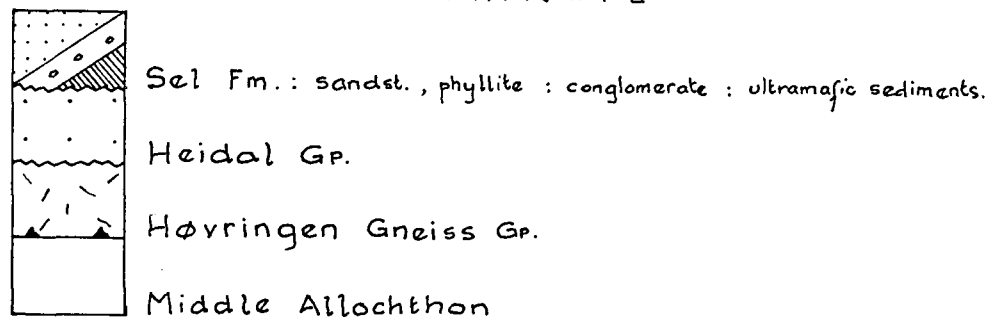 Sel Fm. : sandst. , phyllite : conglomerate : ultramafic sediments.
Heidal Gp.
Høvringen Gneiss Gp.
Middle Allochthon